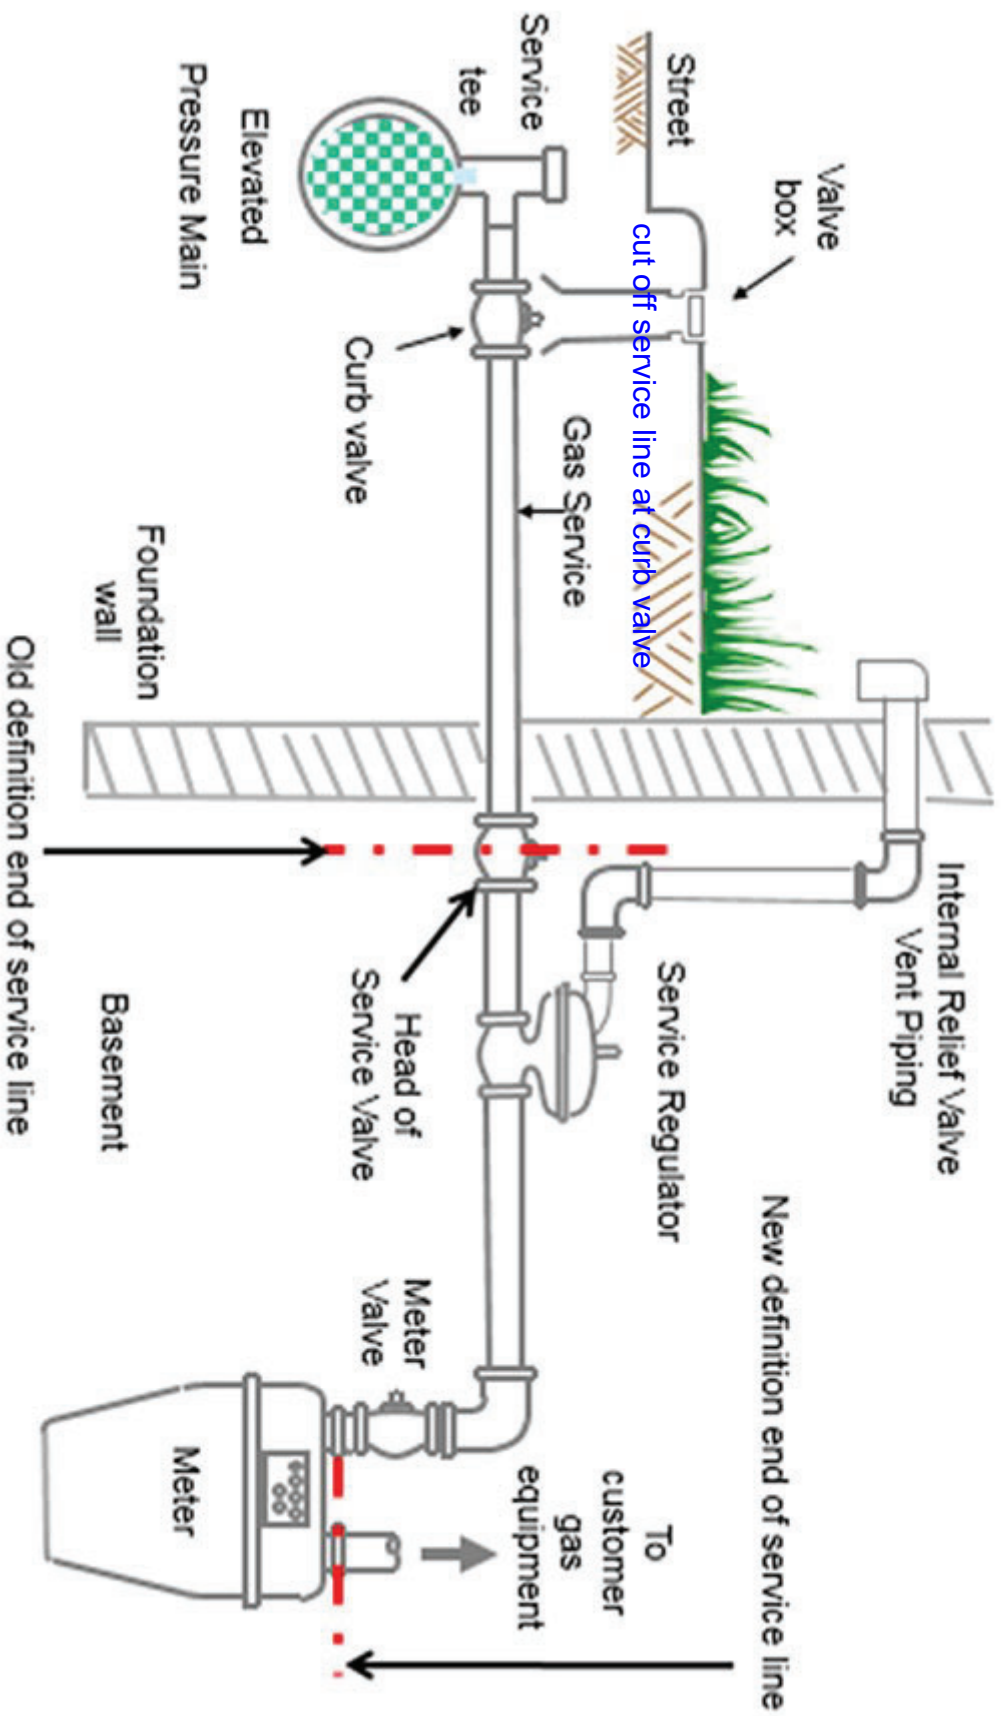 Internal Relief Valve
Vent Piping
Valve
box
New definition end of service line
Street
Service Regulator
cut off service line at curb valve
To
customer
gas
equipment
Gas Service
Service
tee
Head of
Service Valve
Meter
Valve
Curb valve
Elevated
Pressure Main
Meter
Foundation
wall
Basement
Old definition end of service line